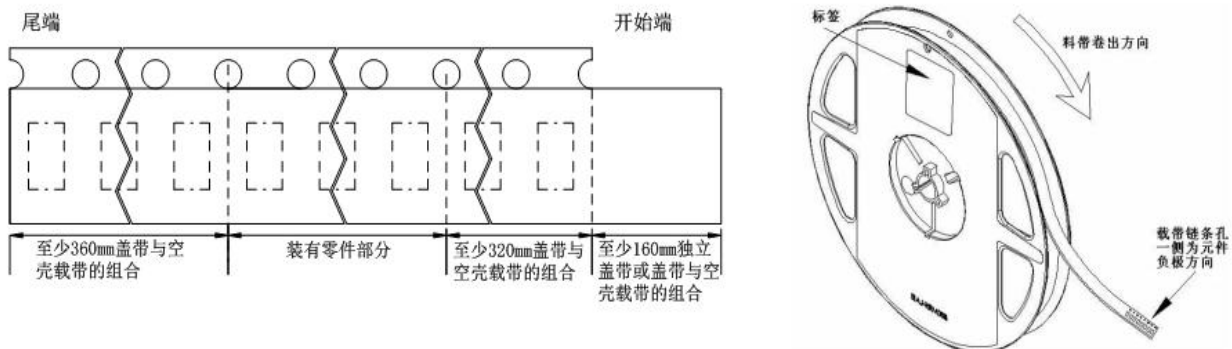 尾端
开始端
至少360mm盖带与空
壳载带的组合
装有零件部分
至少320mm盖带与
空壳载带的组合
至少160mm独立
盖带或盖带与空
壳载带的组合
标签
料带卷出方向
载带链条孔
一侧为元件
负极方向